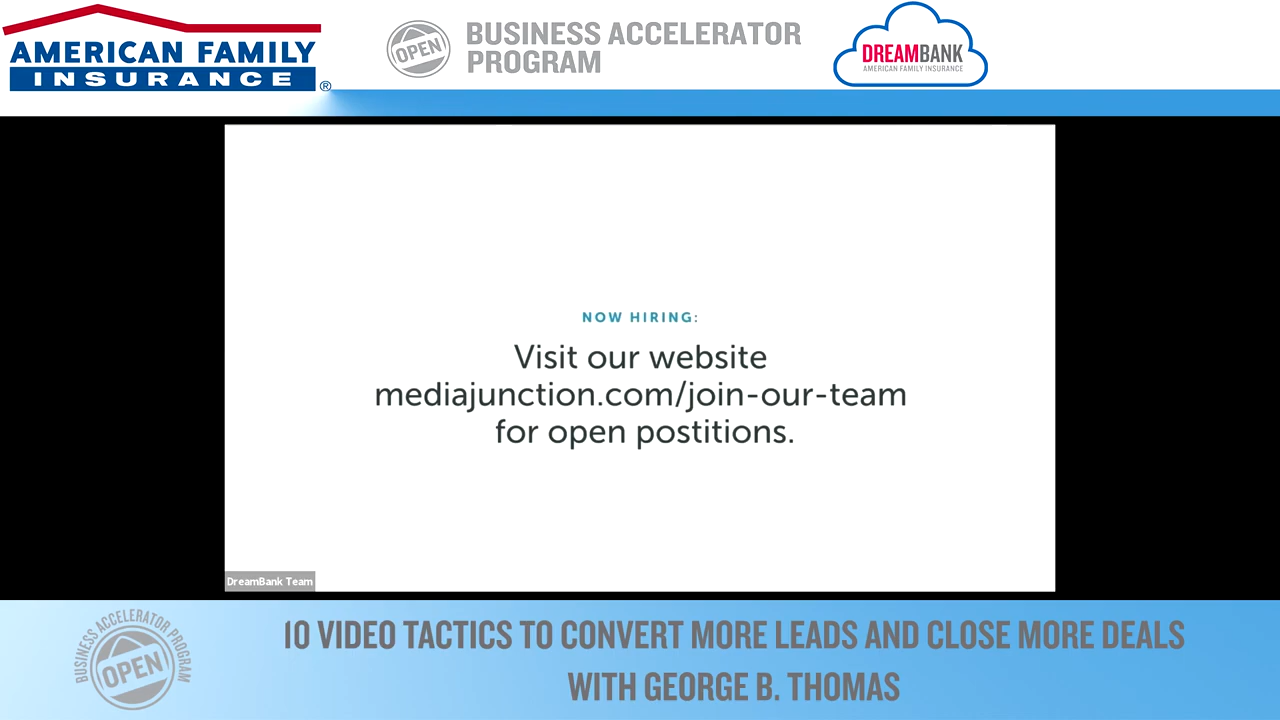 AMERICAN FAMILY
INSURANCE ®
OPEN
BUSINESS ACCELERATOR
PROGRAM
DREAMBANK
AMERICAN FAMILY INSURANCE
NOW HIRING:
Visit our website
mediajunction.com/join-our-team
for open postitions.
DreamBank Team
BUSINESS ACCELERATOR PROGRAM
OPEN
10 VIDEO TACTICS TO CONVERT MORE LEADS AND CLOSE MORE DEALS
WITH GEORGE B. THOMAS